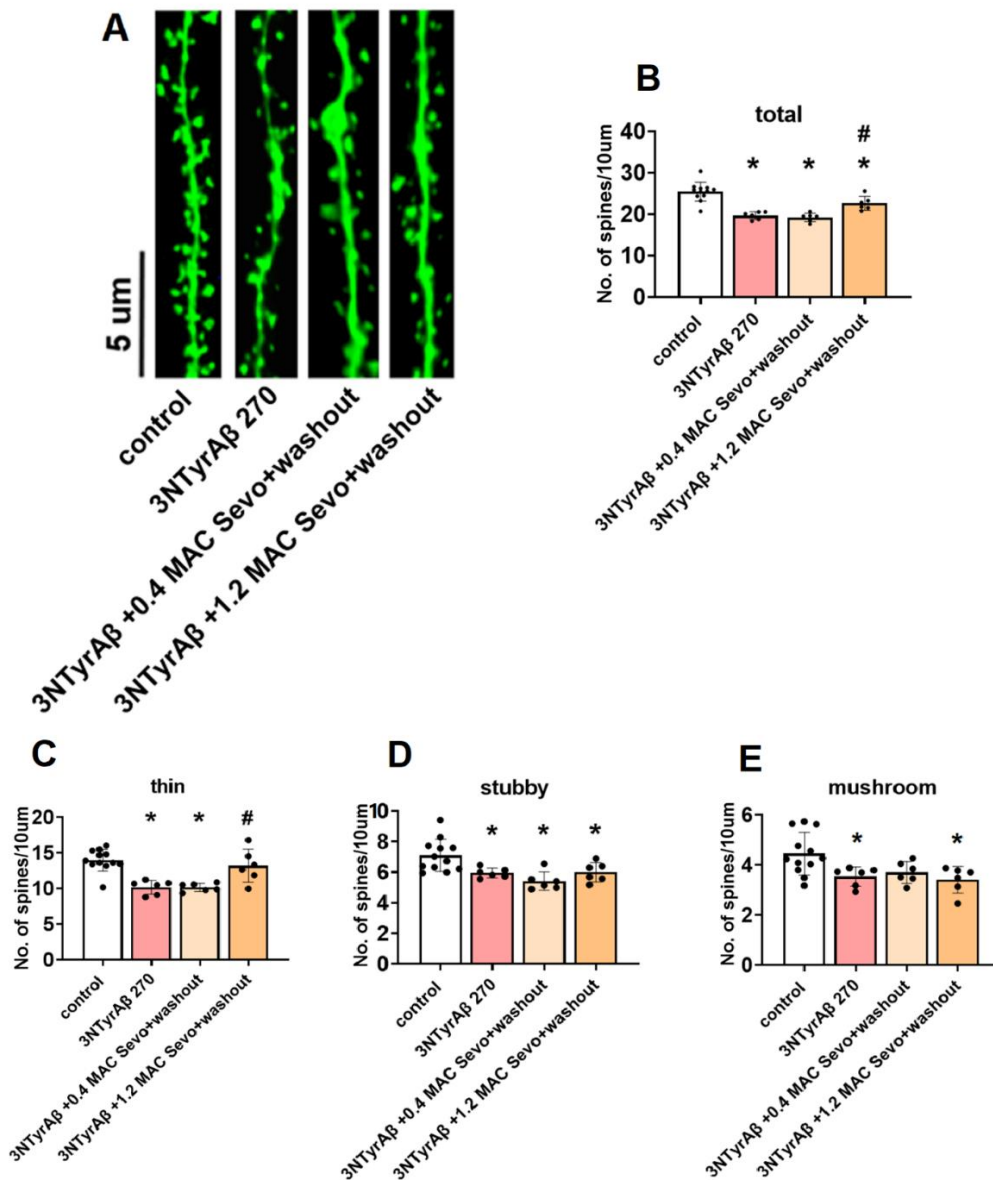 A
5 um
control
3NTyrAβ 270
3NTyrAβ +0.4 MAC Sevo+washout
3NTyrAβ +1.2 MAC Sevo+washout
B
total
No. of spines/10um
40
30
20
10
0
*
*
#
*
control
3NTyrAβ 270
3NTyrAβ +0.4 MAC Sevo+washout
3NTyrAβ +1.2 MAC Sevo+washout
C
thin
No. of spines/10um
20
15
10
5
0
*
*
#
control
3NTyrAβ 270
3NTyrAβ +0.4 MAC Sevo+washout
3NTyrAβ +1.2 MAC Sevo+washout
D
stubby
No. of spines/10um
10
8
6
4
2
0
*
*
*
control
3NTyrAβ 270
3NTyrAβ +0.4 MAC Sevo+washout
3NTyrAβ +1.2 MAC Sevo+washout
E
mushroom
No. of spines/10um
6
4
2
0
*
*
control
3NTyrAβ 270
3NTyrAβ +0.4 MAC Sevo+washout
3NTyrAβ +1.2 MAC Sevo+washout